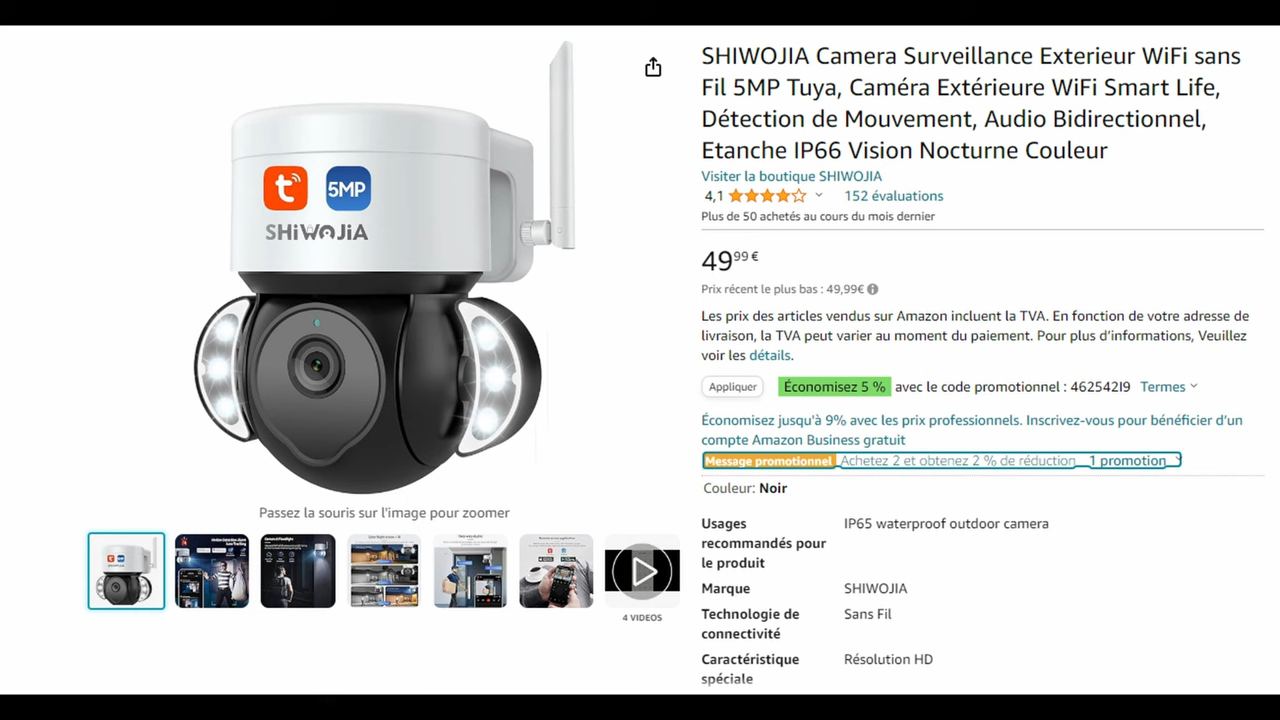 SHIWOJIA Camera Surveillance Exterieur WiFi sans
Fil 5MP Tuya, Caméra Extérieure WiFi Smart Life,
Détection de Mouvement, Audio Bidirectionnel,
Etanche IP66 Vision Nocturne Couleur
Visiter la boutique SHIWOJIA
4,1
152 évaluations
Plus de 50 achetés au cours du mois dernier
49,99 €
Prix récent le plus bas : 49,99€
Les prix des articles vendus sur Amazon incluent la TVA. En fonction de votre adresse de
livraison, la TVA peut varier au moment du paiement. Pour plus d'informations, Veuillez
voir les détails.
Appliquer Économisez 5 % avec le code promotionnel : 462542I9 Termes
Économisez jusqu'à 9% avec les prix professionnels. Inscrivez-vous pour bénéficier d'un
compte Amazon Business gratuit
Message promotionnel Achetez 2 et obtenez 2 % de réduction 1 promotion
Couleur: Noir
Usages IP65 waterproof outdoor camera
recommandés pour
le produit
Marque SHIWOJIA
Technologie de Sans Fil
connectivité
Caractéristique Résolution HD
spéciale
t 5MP
SHIWOJIA
Passez la souris sur l'image pour zoomer
4 VIDEOS